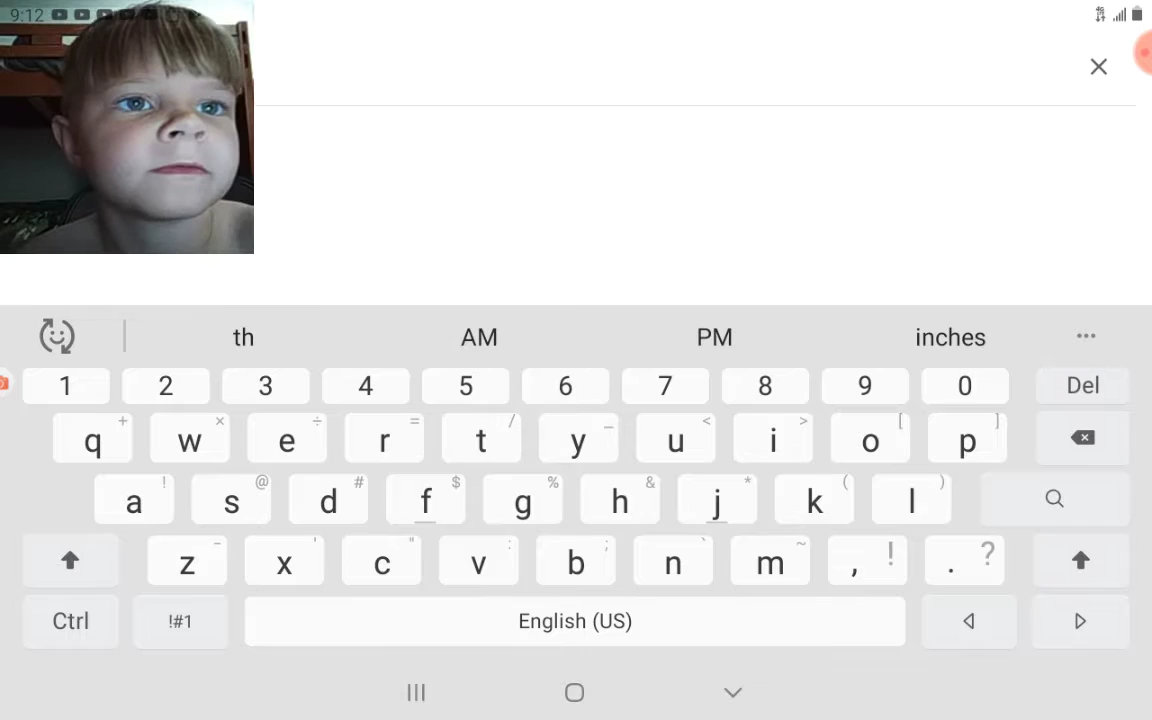 9:12
th AM PM inches
1 2 3 4 5 6 7 8 9 0 Del
q + w × e ÷ r = t / y _ u < i > o [ p ]
a ! s @ d # f $ g % h & j * k ( l )
z - x ' c " v : b ; n ` m ~ , ! . ?
Ctrl !#1 English (US)